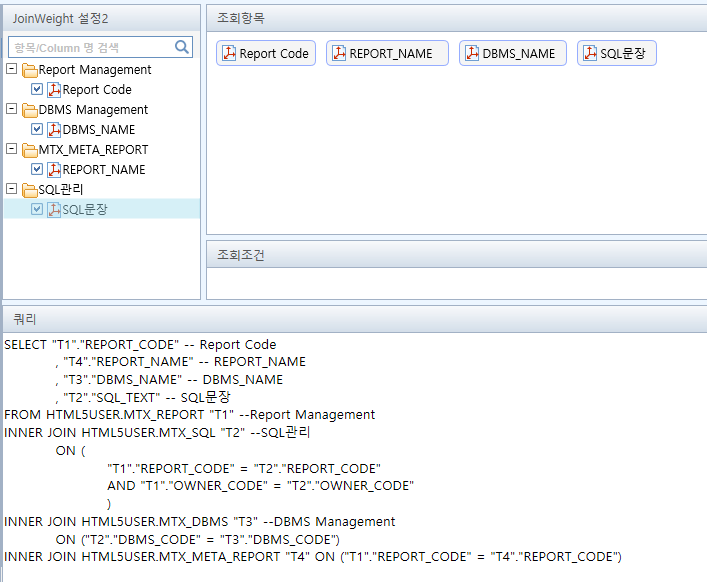 JoinWeight 설정2
항목/Column 명 검색
Report Management
Report Code
DBMS Management
DBMS_NAME
MTX_META_REPORT
REPORT_NAME
SQL관리
SQL문장
조회항목
Report Code REPORT_NAME DBMS_NAME SQL문장
조회조건
쿼리
SELECT "T1"."REPORT_CODE" -- Report Code
, "T4"."REPORT_NAME" -- REPORT_NAME
, "T3"."DBMS_NAME" -- DBMS_NAME
, "T2"."SQL_TEXT" -- SQL문장
FROM HTML5USER.MTX_REPORT "T1" --Report Management
INNER JOIN HTML5USER.MTX_SQL "T2" --SQL관리
ON (
"T1"."REPORT_CODE" = "T2"."REPORT_CODE"
AND "T1"."OWNER_CODE" = "T2"."OWNER_CODE"
)
INNER JOIN HTML5USER.MTX_DBMS "T3" --DBMS Management
ON ("T2"."DBMS_CODE" = "T3"."DBMS_CODE")
INNER JOIN HTML5USER.MTX_META_REPORT "T4" ON ("T1"."REPORT_CODE" = "T4"."REPORT_CODE")